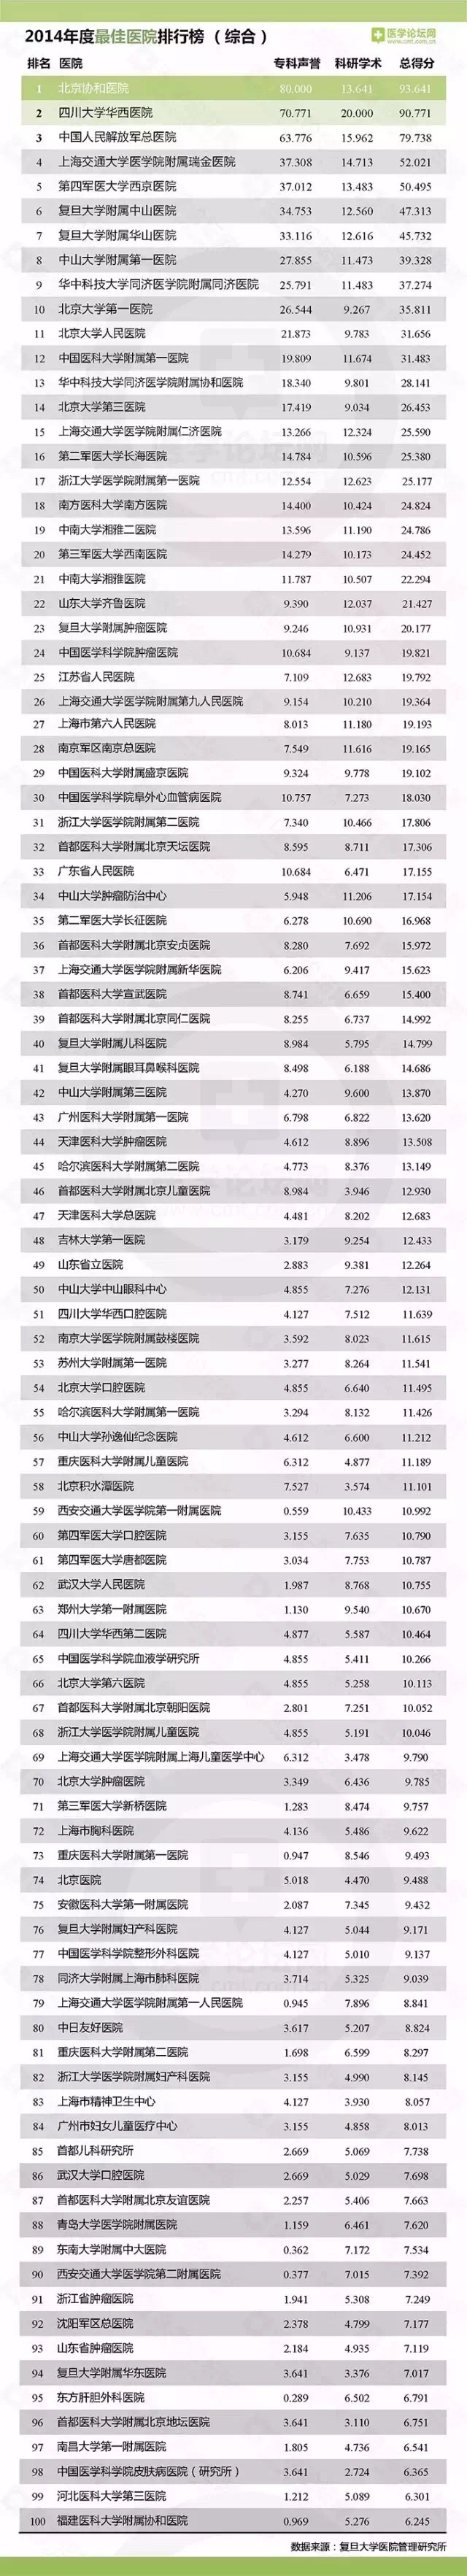 医学论坛网
www.cmt.com.cn
2014年度最佳医院排行榜（综合）
排名 医院 专科声誉 科研学术 总得分
1 北京协和医院 80.000 13.641 93.641
2 四川大学华西医院 70.771 20.000 90.771
3 中国人民解放军总医院 63.776 15.962 79.738
4 上海交通大学医学院附属瑞金医院 37.308 14.713 52.021
5 第四军医大学西京医院 37.012 13.483 50.495
6 复旦大学附属中山医院 34.753 12.560 47.313
7 复旦大学附属华山医院 33.116 12.616 45.732
8 中山大学附属第一医院 27.855 11.473 39.328
9 华中科技大学同济医学院附属同济医院 25.791 11.483 37.274
10 北京大学第一医院 26.544 9.267 35.811
11 北京大学人民医院 21.873 9.783 31.656
12 中国医科大学附属第一医院 19.809 11.674 31.483
13 华中科技大学同济医学院附属协和医院 18.340 9.801 28.141
14 北京大学第三医院 17.419 9.034 26.453
15 上海交通大学医学院附属仁济医院 13.266 12.324 25.590
16 第二军医大学长海医院 14.784 10.596 25.380
17 浙江大学医学院附属第一医院 12.554 12.623 25.177
18 南方医科大学南方医院 14.400 10.424 24.824
19 中南大学湘雅二医院 13.596 11.190 24.786
20 第三军医大学西南医院 14.279 10.173 24.452
21 中南大学湘雅医院 11.787 10.507 22.294
22 山东大学齐鲁医院 9.390 12.037 21.427
23 复旦大学附属肿瘤医院 9.246 10.931 20.177
24 中国医学科学院肿瘤医院 10.684 9.137 19.821
25 江苏省人民医院 7.109 12.683 19.792
26 上海交通大学医学院附属第九人民医院 9.154 10.210 19.364
27 上海市第六人民医院 8.013 11.180 19.193
28 南京军区南京总医院 7.549 11.616 19.165
29 中国医科大学附属盛京医院 9.324 9.778 19.102
30 中国医学科学院阜外心血管病医院 10.757 7.273 18.030
31 浙江大学医学院附属第二医院 7.340 10.466 17.806
32 首都医科大学附属北京天坛医院 8.595 8.711 17.306
33 广东省人民医院 10.684 6.471 17.155
34 中山大学肿瘤防治中心 5.948 11.206 17.154
35 第二军医大学长征医院 6.278 10.690 16.968
36 首都医科大学附属北京安贞医院 8.280 7.692 15.972
37 上海交通大学医学院附属新华医院 6.206 9.417 15.623
38 首都医科大学宣武医院 8.741 6.659 15.400
39 首都医科大学附属北京同仁医院 8.255 6.737 14.992
40 复旦大学附属儿科医院 8.984 5.795 14.799
41 复旦大学附属眼耳鼻喉科医院 8.498 6.188 14.686
42 中山大学附属第三医院 4.270 9.600 13.870
43 广州医科大学附属第一医院 6.798 6.822 13.620
44 天津医科大学肿瘤医院 4.612 8.896 13.508
45 哈尔滨医科大学附属第二医院 4.773 8.376 13.149
46 首都医科大学附属北京儿童医院 8.984 3.946 12.930
47 天津医科大学总医院 4.481 8.202 12.683
48 吉林大学第一医院 3.179 9.254 12.433
49 山东省立医院 2.883 9.381 12.264
50 中山大学中山眼科中心 4.855 7.276 12.131
51 四川大学华西口腔医院 4.127 7.512 11.639
52 南京大学医学院附属鼓楼医院 3.592 8.023 11.615
53 苏州大学附属第一医院 3.277 8.264 11.541
54 北京大学口腔医院 4.855 6.640 11.495
55 哈尔滨医科大学附属第一医院 3.294 8.132 11.426
56 中山大学孙逸仙纪念医院 4.612 6.600 11.212
57 重庆医科大学附属儿童医院 6.312 4.877 11.189
58 北京积水潭医院 7.527 3.574 11.101
59 西安交通大学医学院第一附属医院 0.559 10.433 10.992
60 第四军医大学口腔医院 3.155 7.635 10.790
61 第四军医大学唐都医院 3.034 7.753 10.787
62 武汉大学人民医院 1.987 8.768 10.755
63 郑州大学第一附属医院 1.130 9.540 10.670
64 四川大学华西第二医院 4.877 5.587 10.464
65 中国医学科学院血液学研究所 4.855 5.411 10.266
66 北京大学第六医院 4.855 5.258 10.113
67 首都医科大学附属北京朝阳医院 2.801 7.251 10.052
68 浙江大学医学院附属儿童医院 4.855 5.191 10.046
69 上海交通大学医学院附属上海儿童医学中心 6.312 3.478 9.790
70 北京大学肿瘤医院 3.349 6.436 9.785
71 第三军医大学新桥医院 1.283 8.474 9.757
72 上海市胸科医院 4.136 5.486 9.622
73 重庆医科大学附属第一医院 0.947 8.546 9.493
74 北京医院 5.018 4.470 9.488
75 安徽医科大学第一附属医院 2.087 7.345 9.432
76 复旦大学附属妇产科医院 4.127 5.044 9.171
77 中国医学科学院整形外科医院 4.127 5.010 9.137
78 同济大学附属上海市肺科医院 3.714 5.325 9.039
79 上海交通大学医学院附属第一人民医院 0.945 7.896 8.841
80 中日友好医院 3.617 5.207 8.824
81 重庆医科大学附属第二医院 1.698 6.599 8.297
82 浙江大学医学院附属妇产科医院 3.155 4.990 8.145
83 上海市精神卫生中心 4.127 3.930 8.057
84 广州市妇女儿童医疗中心 3.155 4.858 8.013
85 首都儿科研究所 2.669 5.069 7.738
86 武汉大学口腔医院 2.669 5.029 7.698
87 首都医科大学附属北京友谊医院 2.257 5.406 7.663
88 青岛大学医学院附属医院 1.159 6.461 7.620
89 东南大学附属中大医院 0.362 7.172 7.534
90 西安交通大学医学院第二附属医院 0.377 7.015 7.392
91 浙江省肿瘤医院 1.941 5.308 7.249
92 沈阳军区总医院 2.378 4.799 7.177
93 山东省肿瘤医院 2.184 4.935 7.119
94 复旦大学附属华东医院 3.641 3.376 7.017
95 东方肝胆外科医院 0.289 6.502 6.791
96 首都医科大学附属北京地坛医院 3.641 3.110 6.751
97 南昌大学第一附属医院 1.805 4.736 6.541
98 中国医学科学院皮肤病医院（研究所） 3.641 2.724 6.365
99 河北医科大学第三医院 1.212 5.089 6.301
100 福建医科大学附属协和医院 0.969 5.276 6.245
数据来源：复旦大学医院管理研究所